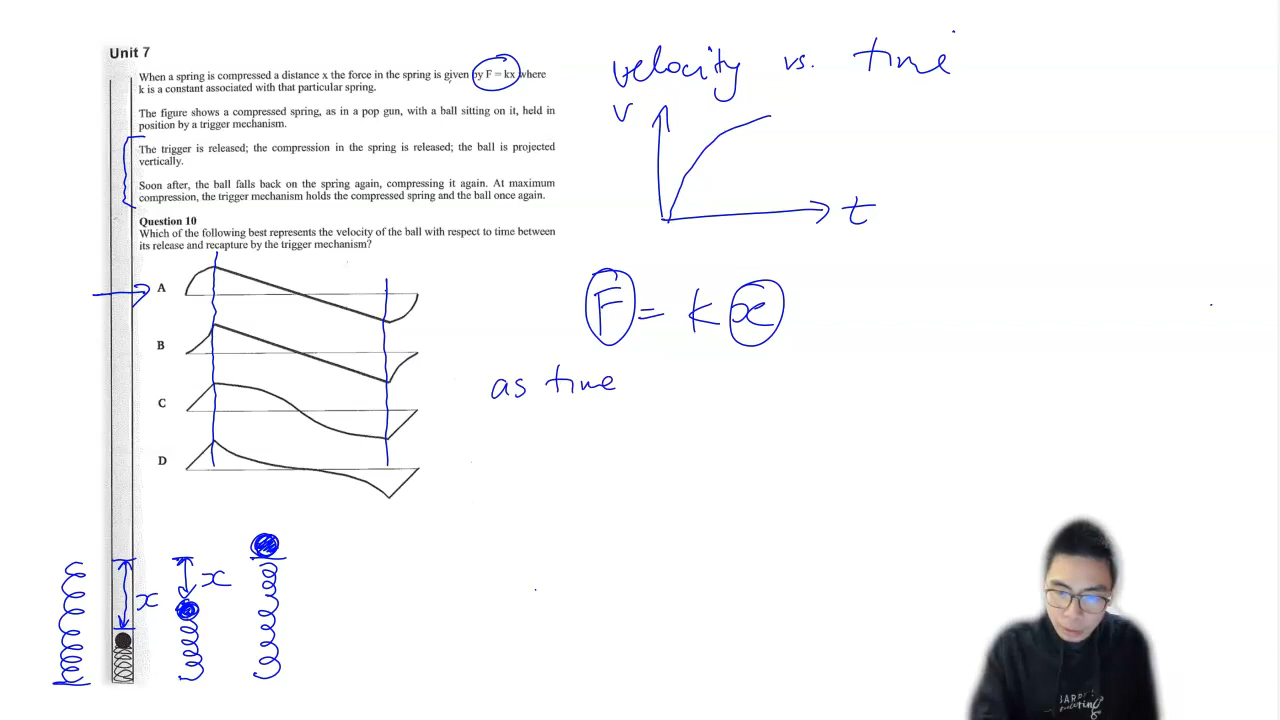 Unit 7
When a spring is compressed a distance x the force in the spring is given by F = kx where
k is a constant associated with that particular spring.
The figure shows a compressed spring, as in a pop gun, with a ball sitting on it, held in
position by a trigger mechanism.
The trigger is released; the compression in the spring is released; the ball is projected
vertically.
Soon after, the ball falls back on the spring again, compressing it again. At maximum
compression, the trigger mechanism holds the compressed spring and the ball once again.
Question 10
Which of the following best represents the velocity of the ball with respect to time between
its release and recapture by the trigger mechanism?
A
B
C
D
x
x
velocity vs. time
v
t
F = kx
as time